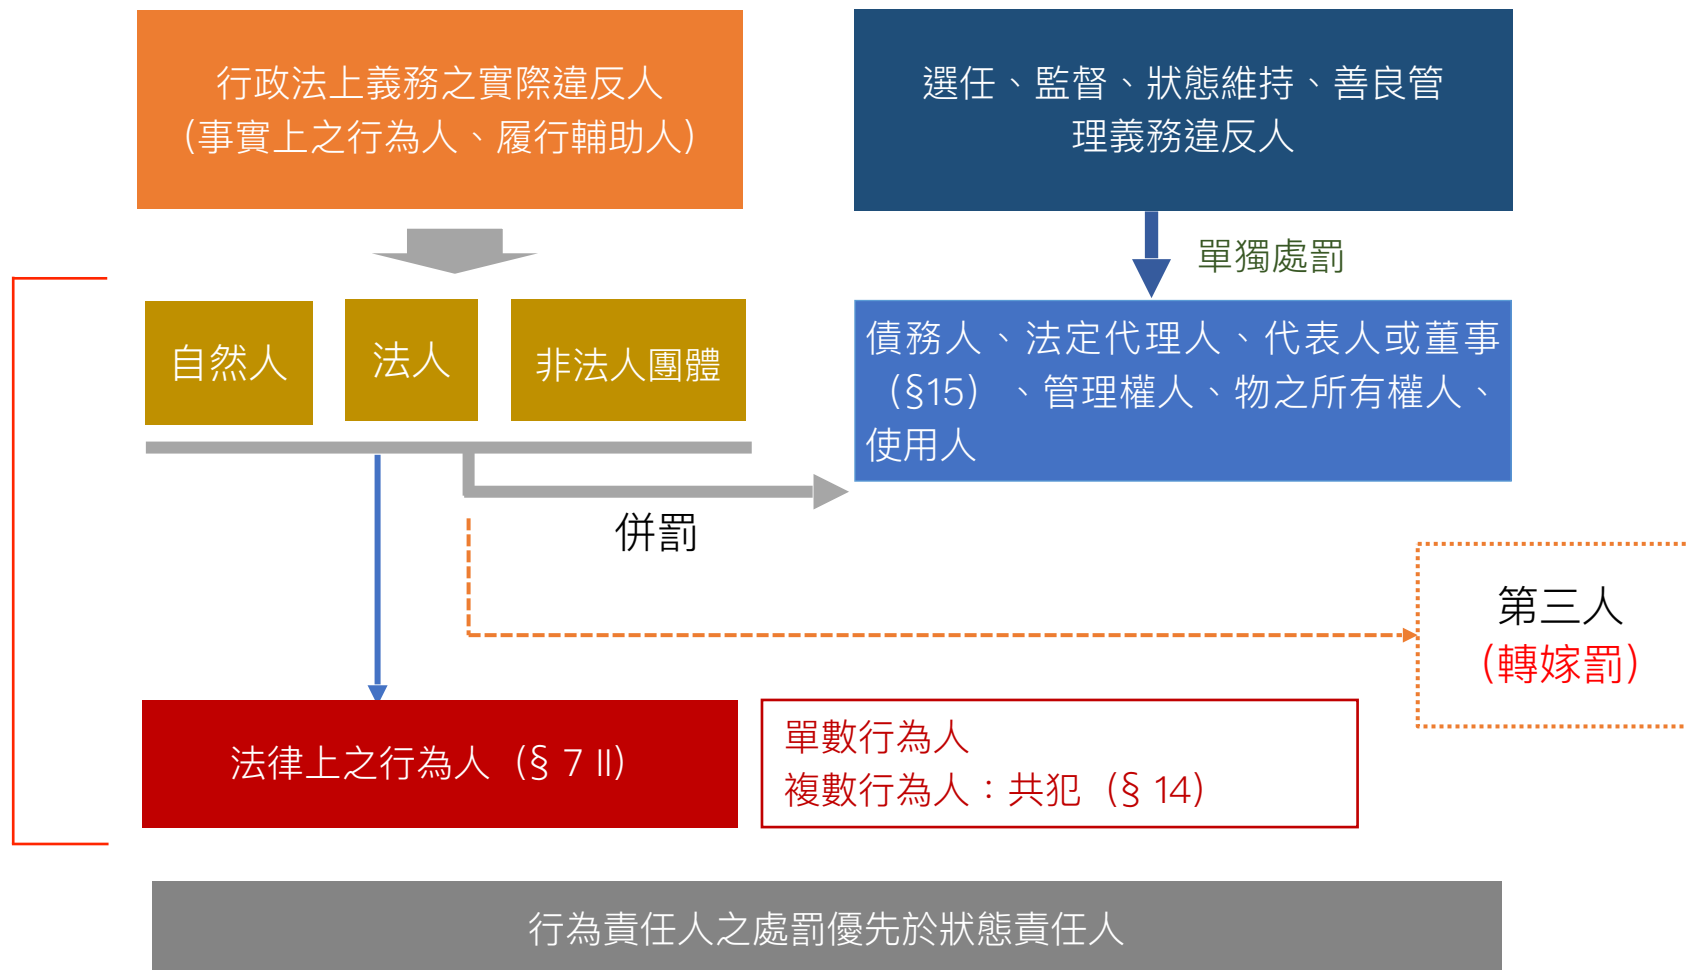 行政法上義務之實際違反人
(事實上之行為人、履行輔助人)
選任、監督、狀態維持、善良管
理義務違反人
單獨處罰
自然人
法人
非法人團體
債務人、法定代理人、代表人或董事
(§15)、管理權人、物之所有權人、
使用人
併罰
第三人
(轉嫁罰)
法律上之行為人 (§ 7 II)
單數行為人
複數行為人：共犯 (§ 14)
行為責任人之處罰優先於狀態責任人